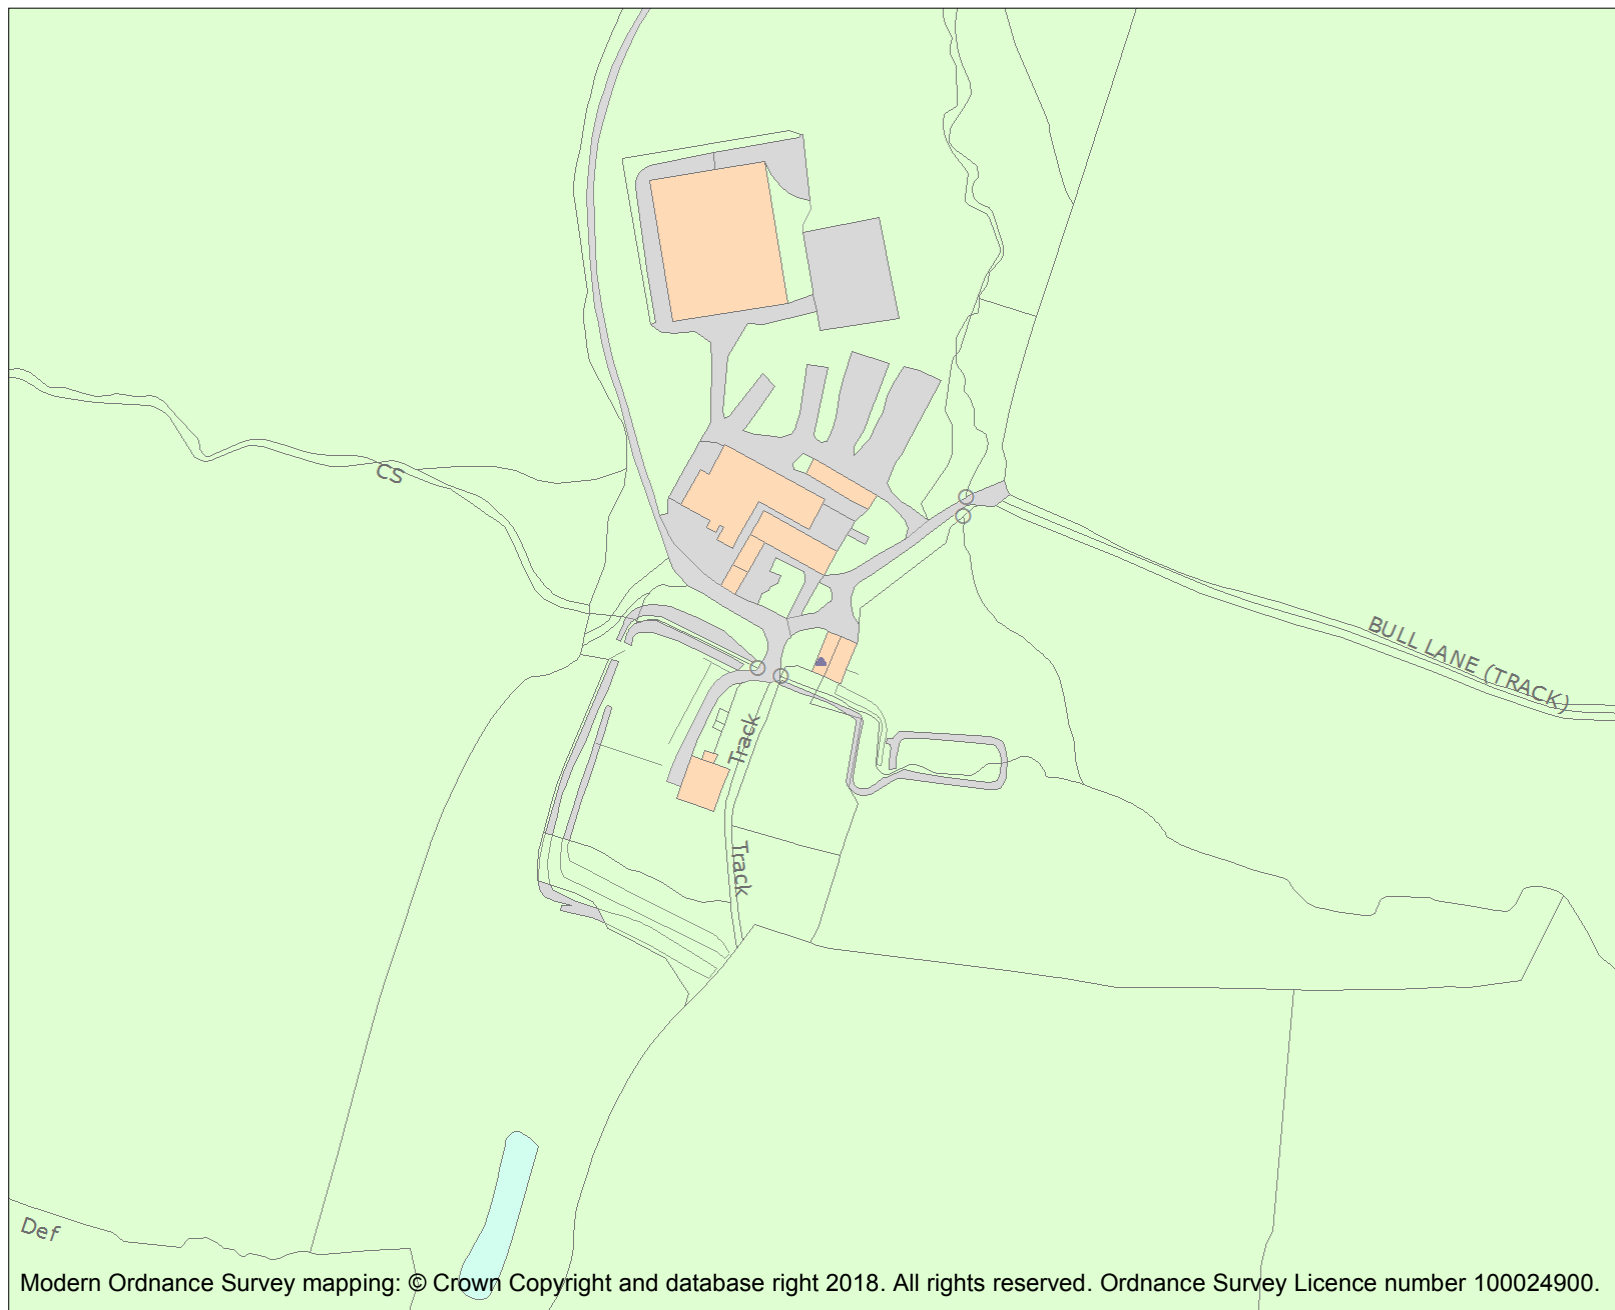 CS
BULL LANE (TRACK)
Track
Track
Def
Modern Ordnance Survey mapping: © Crown Copyright and database right 2018. All rights reserved. Ordnance Survey Licence number 100024900.